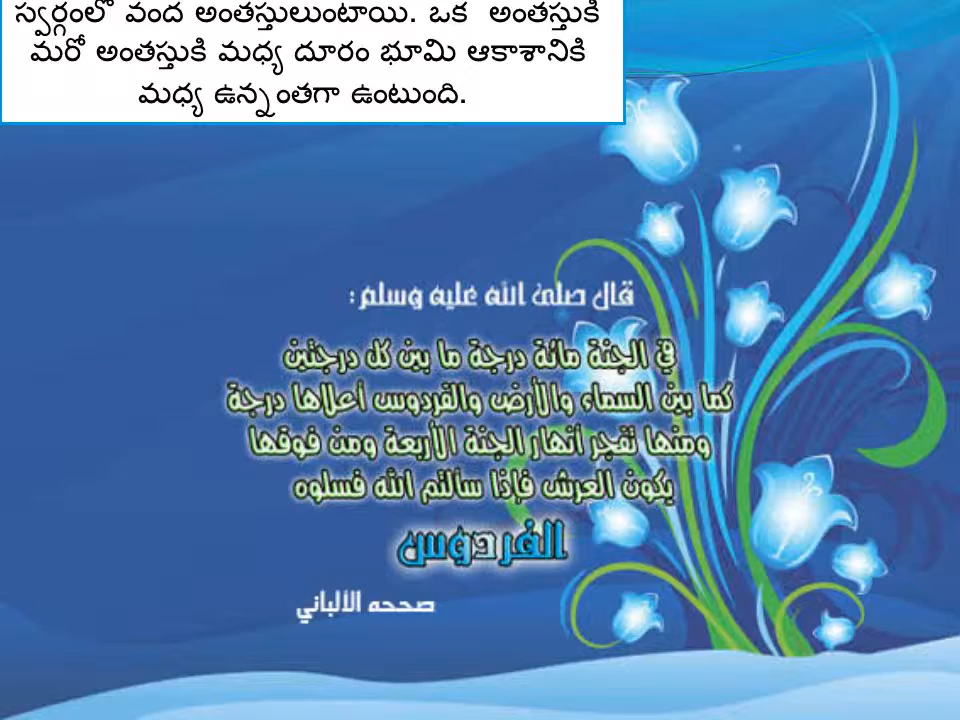 స్వర్గంలో వంద అంతస్తులుంటాయి. ఒక అంతస్తుకి
మరో అంతస్తుకి మధ్య దూరం భూమి ఆకాశానికి
మధ్య ఉన్నంతగా ఉంటుంది.
قال صلى الله عليه وسلم :
في الجنة مائة درجة ما بين كل درجتين
كما بين السماء والأرض والفردوس أعلاها درجة
ومنها تفجر أنهار الجنة الأربعة ومن فوقها
يكون العرش فإذا سألتم الله فسلوه
الفردوس
صححه الألباني